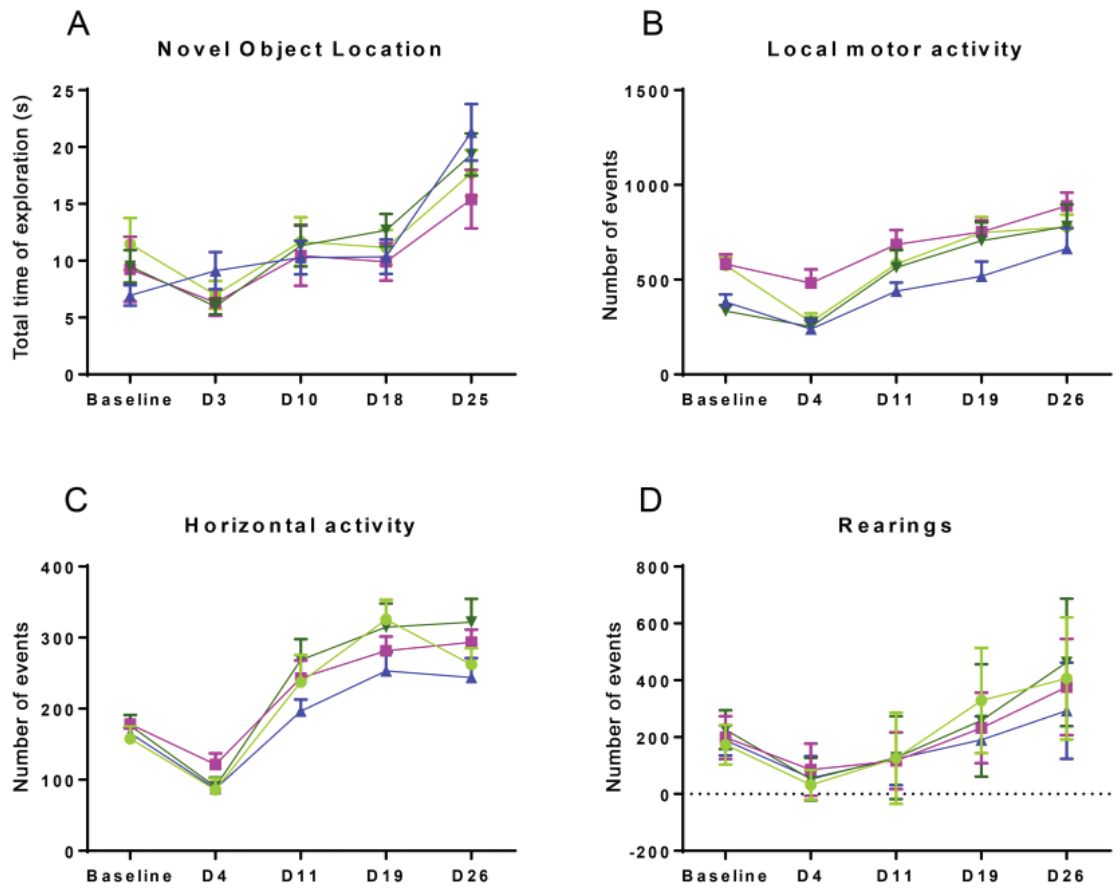 A
Novel Object Location
Total time of exploration (s)
25
20
15
10
5
0
Baseline D3 D10 D18 D25
B
Local motor activity
Number of events
1500
1000
500
0
Baseline D4 D11 D19 D26
C
Horizontal activity
Number of events
400
300
200
100
0
Baseline D4 D11 D19 D26
D
Rearings
Number of events
800
600
400
200
0
-200
Baseline D4 D11 D19 D26